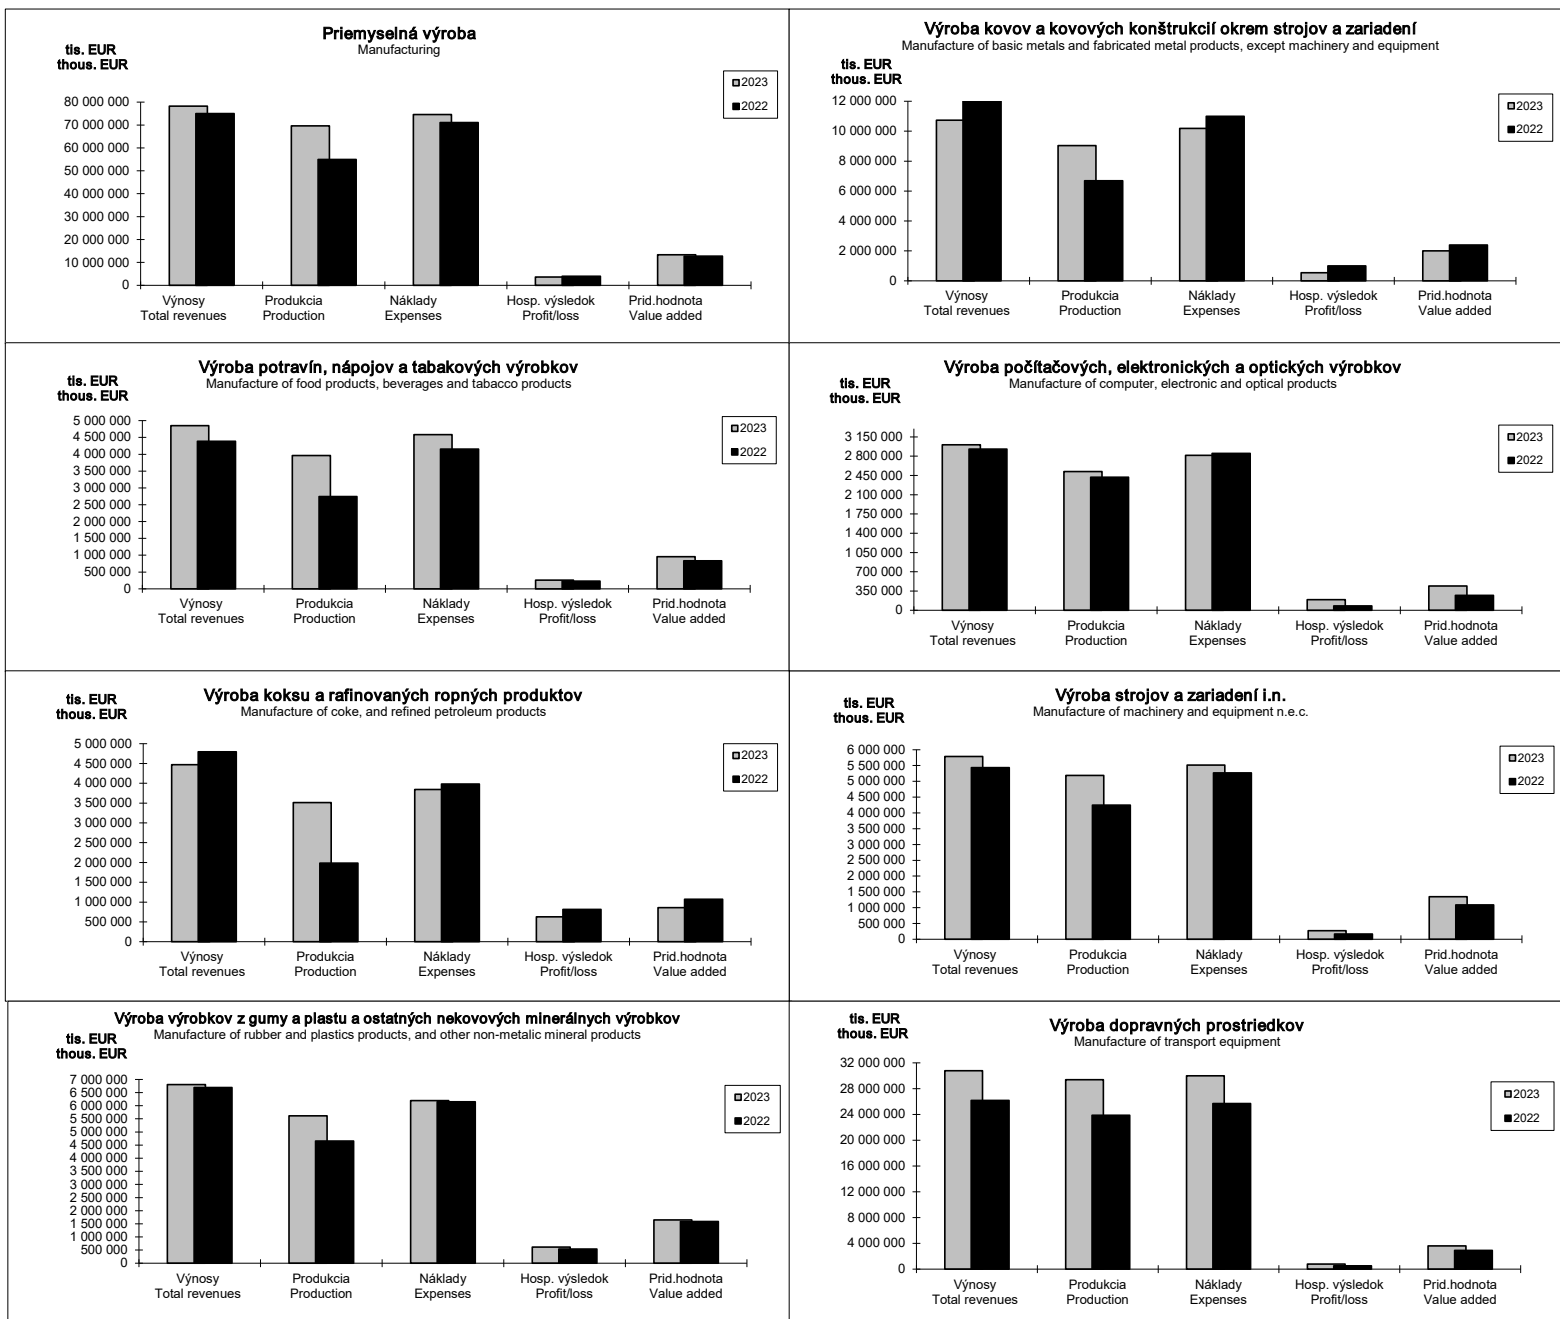 Priemyselná výroba
Manufacturing
tis. EUR
thous. EUR
2023
2022
80 000 000
70 000 000
60 000 000
50 000 000
40 000 000
30 000 000
20 000 000
10 000 000
0
Výnosy Produkcia Náklady Hosp. výsledok Prid.hodnota
Total revenues Production Expenses Profit/loss Value added
Výroba kovov a kovových konštrukcií okrem strojov a zariadení
Manufacture of basic metals and fabricated metal products, except machinery and equipment
tis. EUR
thous. EUR
2023
2022
12 000 000
10 000 000
8 000 000
6 000 000
4 000 000
2 000 000
0
Výnosy Produkcia Náklady Hosp. výsledok Prid.hodnota
Total revenues Production Expenses Profit/loss Value added
Výroba potravín, nápojov a tabakových výrobkov
Manufacture of food products, beverages and tabacco products
tis. EUR
thous. EUR
2023
2022
5 000 000
4 500 000
4 000 000
3 500 000
3 000 000
2 500 000
2 000 000
1 500 000
1 000 000
500 000
0
Výnosy Produkcia Náklady Hosp. výsledok Prid.hodnota
Total revenues Production Expenses Profit/loss Value added
Výroba počítačových, elektronických a optických výrobkov
Manufacture of computer, electronic and optical products
tis. EUR
thous. EUR
2023
2022
3 150 000
2 800 000
2 450 000
2 100 000
1 750 000
1 400 000
1 050 000
700 000
350 000
0
Výnosy Produkcia Náklady Hosp. výsledok Prid.hodnota
Total revenues Production Expenses Profit/loss Value added
Výroba koksu a rafinovaných ropných produktov
Manufacture of coke, and refined petroleum products
tis. EUR
thous. EUR
2023
2022
5 000 000
4 500 000
4 000 000
3 500 000
3 000 000
2 500 000
2 000 000
1 500 000
1 000 000
500 000
0
Výnosy Produkcia Náklady Hosp. výsledok Prid.hodnota
Total revenues Production Expenses Profit/loss Value added
Výroba strojov a zariadení i.n.
Manufacture of machinery and equipment n.e.c.
tis. EUR
thous. EUR
2023
2022
6 000 000
5 500 000
5 000 000
4 500 000
4 000 000
3 500 000
3 000 000
2 500 000
2 000 000
1 500 000
1 000 000
500 000
0
Výnosy Produkcia Náklady Hosp. výsledok Prid.hodnota
Total revenues Production Expenses Profit/loss Value added
Výroba výrobkov z gumy a plastu a ostatných nekovových minerálnych výrobkov
Manufacture of rubber and plastics products, and other non-metalic mineral products
tis. EUR
thous. EUR
2023
2022
7 000 000
6 500 000
6 000 000
5 500 000
5 000 000
4 500 000
4 000 000
3 500 000
3 000 000
2 500 000
2 000 000
1 500 000
1 000 000
500 000
0
Výnosy Produkcia Náklady Hosp. výsledok Prid.hodnota
Total revenues Production Expenses Profit/loss Value added
Výroba dopravných prostriedkov
Manufacture of transport equipment
tis. EUR
thous. EUR
2023
2022
32 000 000
28 000 000
24 000 000
20 000 000
16 000 000
12 000 000
8 000 000
4 000 000
0
Výnosy Produkcia Náklady Hosp. výsledok Prid.hodnota
Total revenues Production Expenses Profit/loss Value added